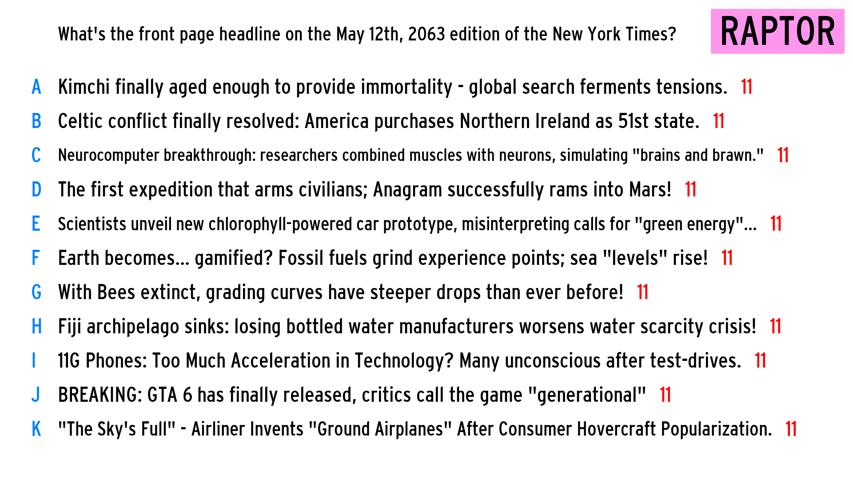 What's the front page headline on the May 12th, 2063 edition of the New York Times?
RAPTOR
A Kimchi finally aged enough to provide immortality - global search ferments tensions. 11
B Celtic conflict finally resolved: America purchases Northern Ireland as 51st state. 11
C Neurocomputer breakthrough: researchers combined muscles with neurons, simulating "brains and brawn." 11
D The first expedition that arms civilians; Anagram successfully rams into Mars! 11
E Scientists unveil new chlorophyll-powered car prototype, misinterpreting calls for "green energy"... 11
F Earth becomes... gamified? Fossil fuels grind experience points; sea "levels" rise! 11
G With Bees extinct, grading curves have steeper drops than ever before! 11
H Fiji archipelago sinks: losing bottled water manufacturers worsens water scarcity crisis! 11
I 11G Phones: Too Much Acceleration in Technology? Many unconscious after test-drives. 11
J BREAKING: GTA 6 has finally released, critics call the game "generational" 11
K "The Sky's Full" - Airliner Invents "Ground Airplanes" After Consumer Hovercraft Popularization. 11